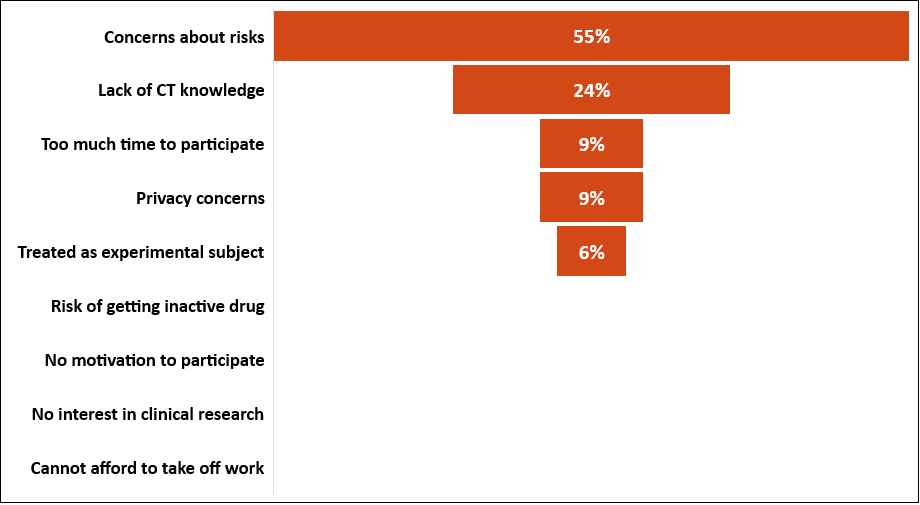 Concerns about risks 55%
Lack of CT knowledge 24%
Too much time to participate 9%
Privacy concerns 9%
Treated as experimental subject 6%
Risk of getting inactive drug
No motivation to participate
No interest in clinical research
Cannot afford to take off work